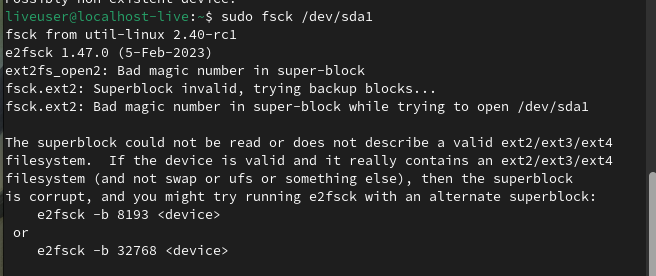 Possibly non-existent device?
liveuser@localhost-live:~$ sudo fsck /dev/sda1
fsck from util-linux 2.40-rc1
e2fsck 1.47.0 (5-Feb-2023)
ext2fs_open2: Bad magic number in super-block
fsck.ext2: Superblock invalid, trying backup blocks...
fsck.ext2: Bad magic number in super-block while trying to open /dev/sda1

The superblock could not be read or does not describe a valid ext2/ext3/ext4
filesystem.  If the device is valid and it really contains an ext2/ext3/ext4
filesystem (and not swap or ufs or something else), then the superblock
is corrupt, and you might try running e2fsck with an alternate superblock:
    e2fsck -b 8193 <device>
 or
    e2fsck -b 32768 <device>